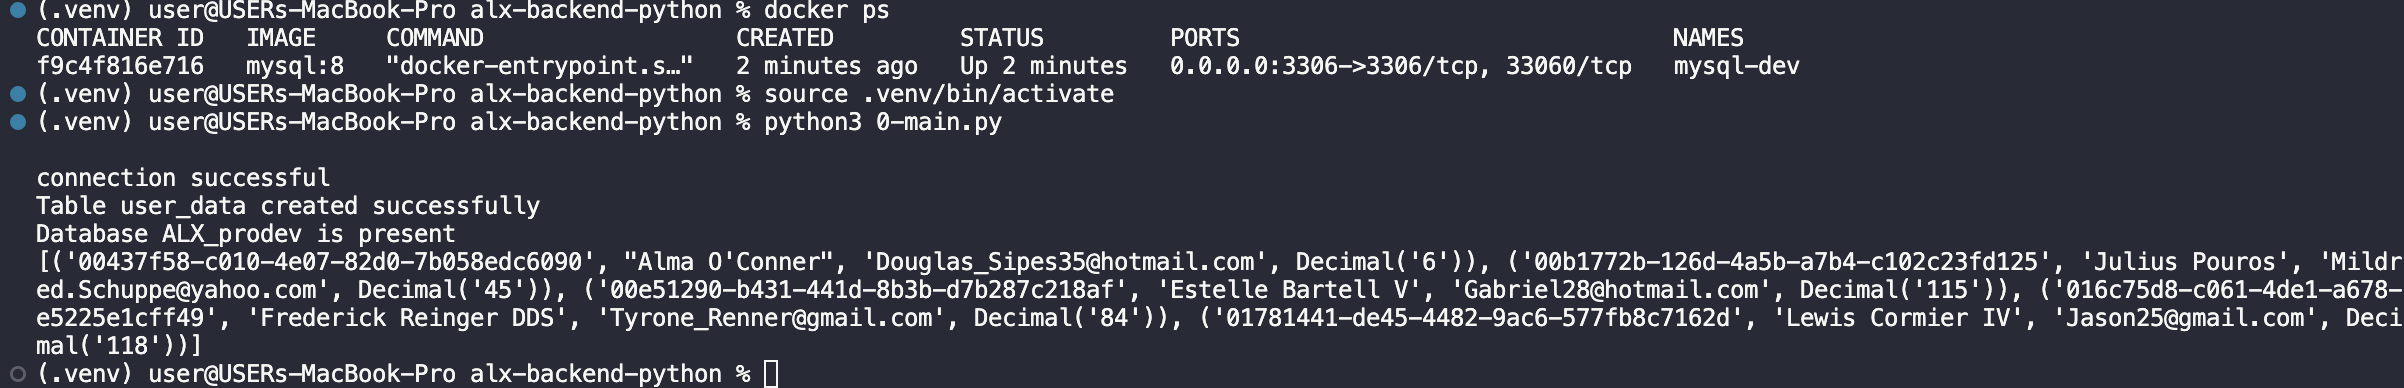 (.venv) user@USERs-MacBook-Pro alx-backend-python % docker ps
CONTAINER ID   IMAGE     COMMAND                  CREATED         STATUS         PORTS                               NAMES
f9c4f816e716   mysql:8   "docker-entrypoint.s…"   2 minutes ago   Up 2 minutes   0.0.0.0:3306->3306/tcp, 33060/tcp   mysql-dev
(.venv) user@USERs-MacBook-Pro alx-backend-python % source .venv/bin/activate
(.venv) user@USERs-MacBook-Pro alx-backend-python % python3 0-main.py
connection successful
Table user_data created successfully
Database ALX_prodev is present
[('00437f58-c010-4e07-82d0-7b058edc6090', "Alma O'Conner", 'Douglas_Sipes35@hotmail.com', Decimal('6')), ('00b1772b-126d-4a5b-a7b4-c102c23fd125', 'Julius Pouros', 'Mildr
ed.Schuppe@yahoo.com', Decimal('45')), ('00e51290-b431-441d-8b3b-d7b287c218af', 'Estelle Bartell V', 'Gabriel28@hotmail.com', Decimal('115')), ('016c75d8-c061-4de1-a678-
e5225e1cff49', 'Frederick Reinger DDS', 'Tyrone_Renner@gmail.com', Decimal('84')), ('01781441-de45-4482-9ac6-577fb8c7162d', 'Lewis Cormier IV', 'Jason25@gmail.com', Deci
mal('118'))]
(.venv) user@USERs-MacBook-Pro alx-backend-python %